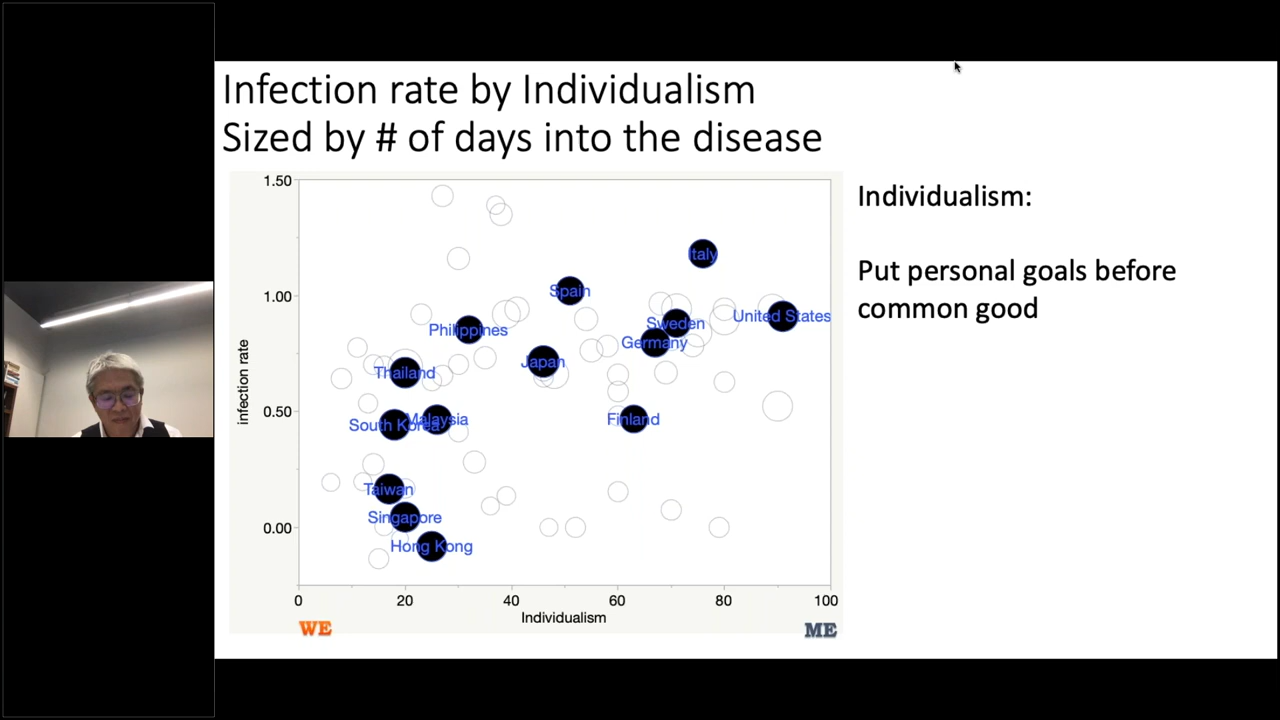 Infection rate by Individualism
Sized by # of days into the disease
1.50
1.00
0.50
0.00
infection rate
Italy
Spain
United States
Sweden
Philippines
Germany
Japan
Thailand
Malaysia
South Korea
Finland
Taiwan
Singapore
Hong Kong
0 20 40 60 80 100
Individualism
WE ME
Individualism:
Put personal goals before
common good